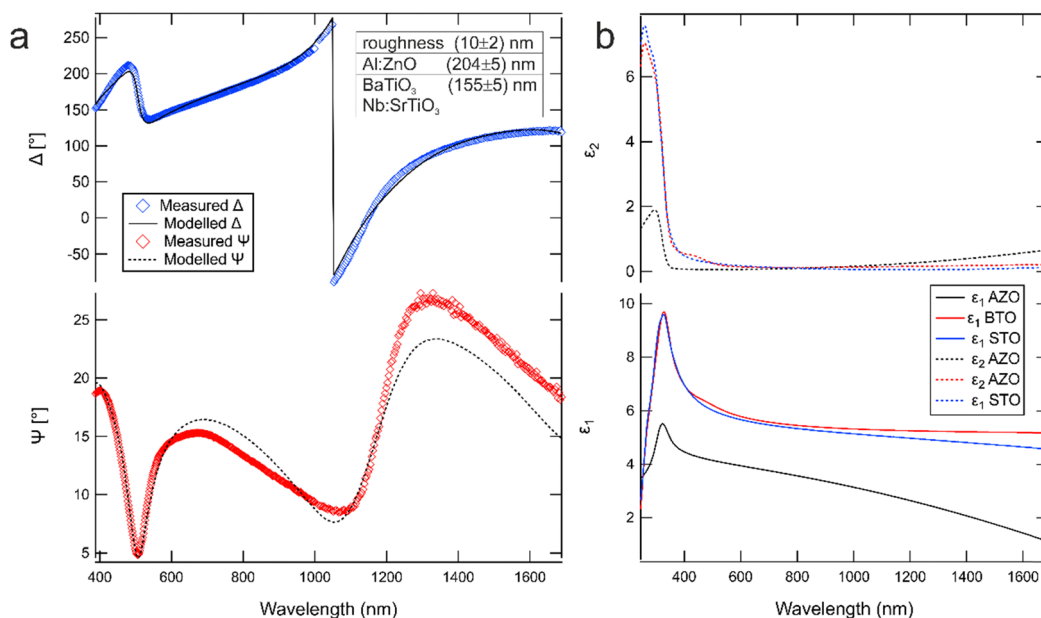 a
250
200
150
100
50
0
-50
Δ [°]
roughness (10±2) nm
Al:ZnO (204±5) nm
BaTiO₃ (155±5) nm
Nb:SrTiO₃
Measured Δ
Modelled Δ
Measured Ψ
Modelled Ψ
25
20
15
10
5
Ψ [°]
400 600 800 1000 1200 1400 1600
Wavelength (nm)
b
6
4
2
0
ε₂
10
8
6
4
2
ε₁
ε₁ AZO
ε₁ BTO
ε₁ STO
ε₂ AZO
ε₂ AZO
ε₁ STO
400 600 800 1000 1200 1400 1600
Wavelength (nm)